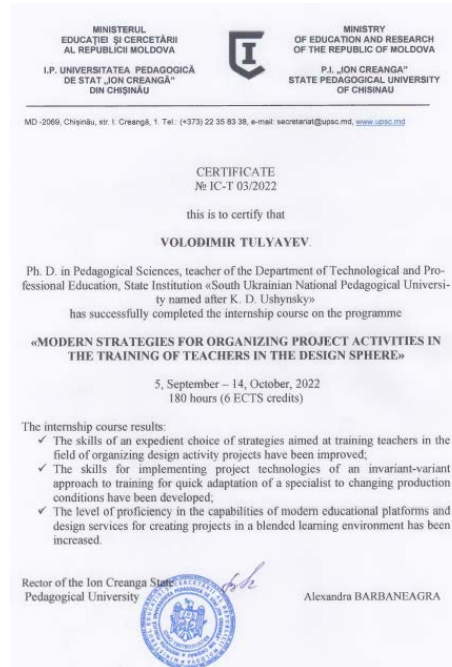 MINISTERUL
EDUCAȚIEI ȘI CERCETĂRII
AL REPUBLICII MOLDOVA
I.P. UNIVERSITATEA PEDAGOGICĂ
DE STAT „ION CREANGĂ”
DIN CHIȘINĂU
MINISTRY
OF EDUCATION AND RESEARCH
OF THE REPUBLIC OF MOLDOVA
P.I. „ION CREANGA”
STATE PEDAGOGICAL UNIVERSITY
OF CHISINAU
MD -2069, Chișinău, str. I. Creangă, 1. Tel.: (+373) 22 35 83 38, e-mail: secretariat@upsc.md, www.upsc.md
CERTIFICATE
№ IC-T 03/2022
this is to certify that
VOLODIMIR TULYAYEV.
Ph. D. in Pedagogical Sciences, teacher of the Department of Technological and Pro-
fessional Education, State Institution «South Ukrainian National Pedagogical Universi-
ty named after K. D. Ushynsky»
has successfully completed the internship course on the programme
«MODERN STRATEGIES FOR ORGANIZING PROJECT ACTIVITIES IN
THE TRAINING OF TEACHERS IN THE DESIGN SPHERE»
5, September – 14, October, 2022
180 hours (6 ECTS credits)
The internship course results:
✓ The skills of an expedient choice of strategies aimed at training teachers in the
field of organizing design activity projects have been improved;
✓ The skills for implementing project technologies of an invariant-variant
approach to training for quick adaptation of a specialist to changing production
conditions have been developed;
✓ The level of proficiency in the capabilities of modern educational platforms and
design services for creating projects in a blended learning environment has been
increased.
Rector of the Ion Creanga State
Pedagogical University
Alexandra BARBANEAGRA